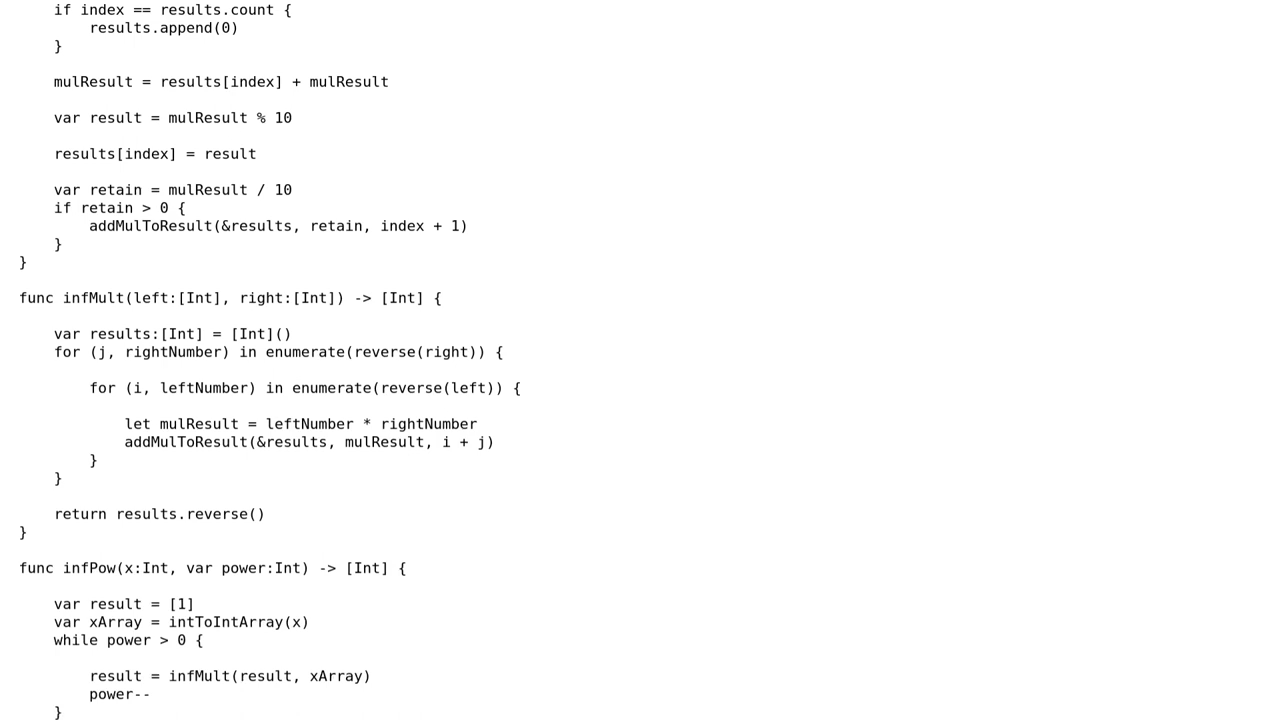 if index == results.count {
        results.append(0)
    }

    mulResult = results[index] + mulResult

    var result = mulResult % 10

    results[index] = result

    var retain = mulResult / 10
    if retain > 0 {
        addMulToResult(&results, retain, index + 1)
    }
}

func infMult(left:[Int], right:[Int]) -> [Int] {

    var results:[Int] = [Int]()
    for (j, rightNumber) in enumerate(reverse(right)) {

        for (i, leftNumber) in enumerate(reverse(left)) {

            let mulResult = leftNumber * rightNumber
            addMulToResult(&results, mulResult, i + j)
        }
    }

    return results.reverse()
}

func infPow(x:Int, var power:Int) -> [Int] {

    var result = [1]
    var xArray = intToIntArray(x)
    while power > 0 {

        result = infMult(result, xArray)
        power--
    }